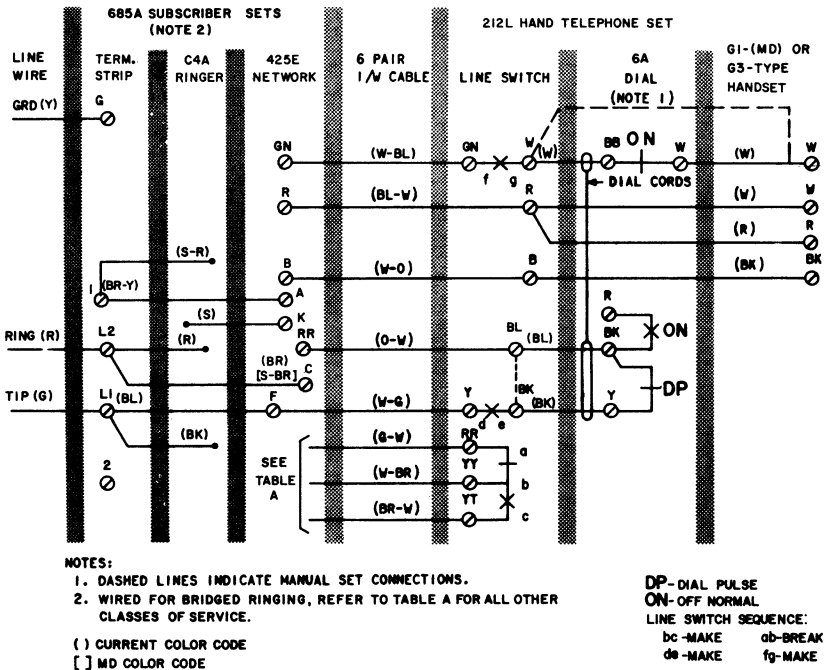 685A SUBSCRIBER SETS
(NOTE 2)
212L HAND TELEPHONE SET
LINE
WIRE
TERM.
STRIP
C4A
RINGER
425E
NETWORK
6 PAIR
I/W CABLE
LINE SWITCH
6A
DIAL
(NOTE 1)
G1-(MD) OR
G3-TYPE
HANDSET
GRD (Y)
G
GN
(W-BL)
GN
f
g
W
(W)
BB
ON
W
(W)
W
DIAL CORDS
R
(BL-W)
R
(W)
W
(R)
R
(S-R)
B
(W-O)
B
(BK)
BK
1
(BR-Y)
A
(S)
K
R
ON
RING (R)
L2
(R)
RR
(O-W)
BL
(BL)
BK
(BR)
[S-BR]
C
DP
TIP (G)
L1
(BL)
F
(W-G)
Y
d
e
BK
(BK)
Y
(BK)
SEE
TABLE
A
(G-W)
RR
a
2
(W-BR)
YY
b
(BR-W)
YT
c
NOTES:
1. DASHED LINES INDICATE MANUAL SET CONNECTIONS.
2. WIRED FOR BRIDGED RINGING, REFER TO TABLE A FOR ALL OTHER
CLASSES OF SERVICE.
( ) CURRENT COLOR CODE
[ ] MD COLOR CODE
DP-DIAL PULSE
ON-OFF NORMAL
LINE SWITCH SEQUENCE:
bc-MAKE ab-BREAK
de-MAKE fg-MAKE